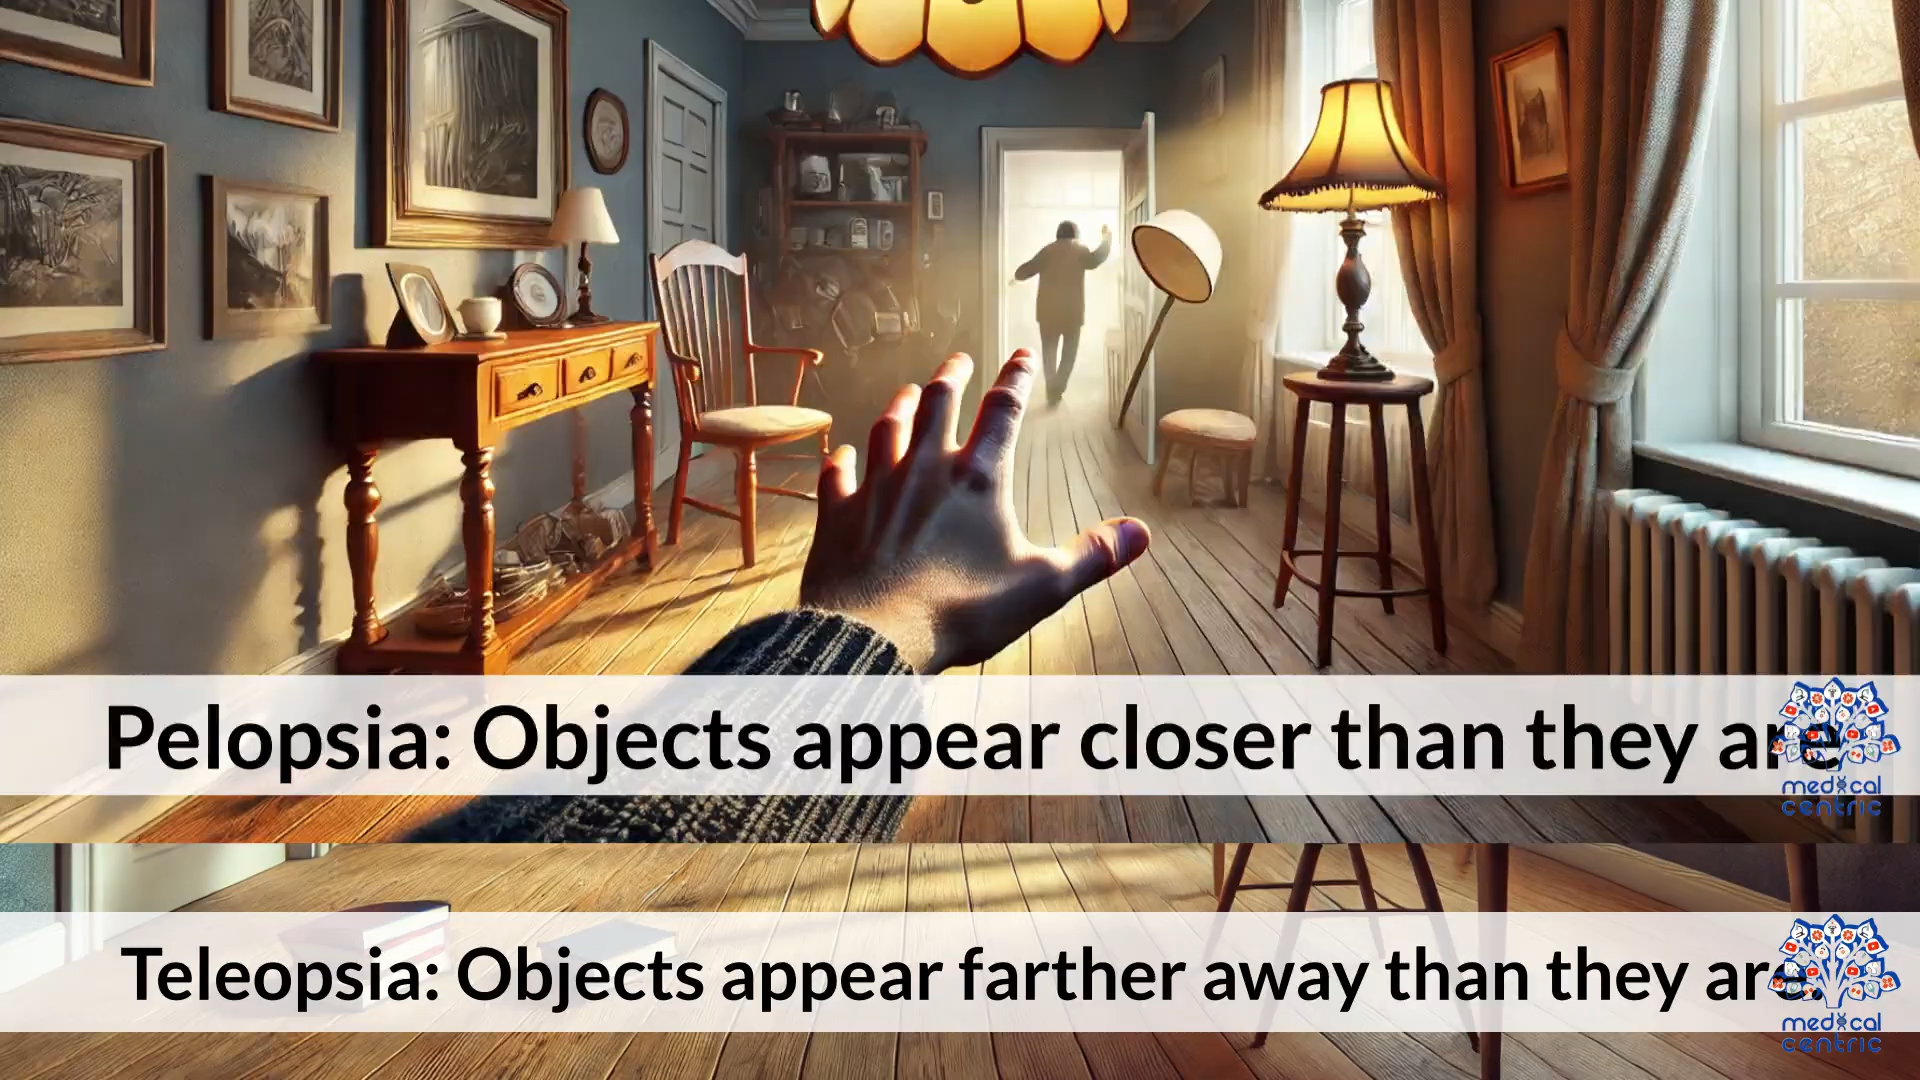 Pelopsia: Objects appear closer than they are
medical
centric
Teleopsia: Objects appear farther away than they are
medical
centric